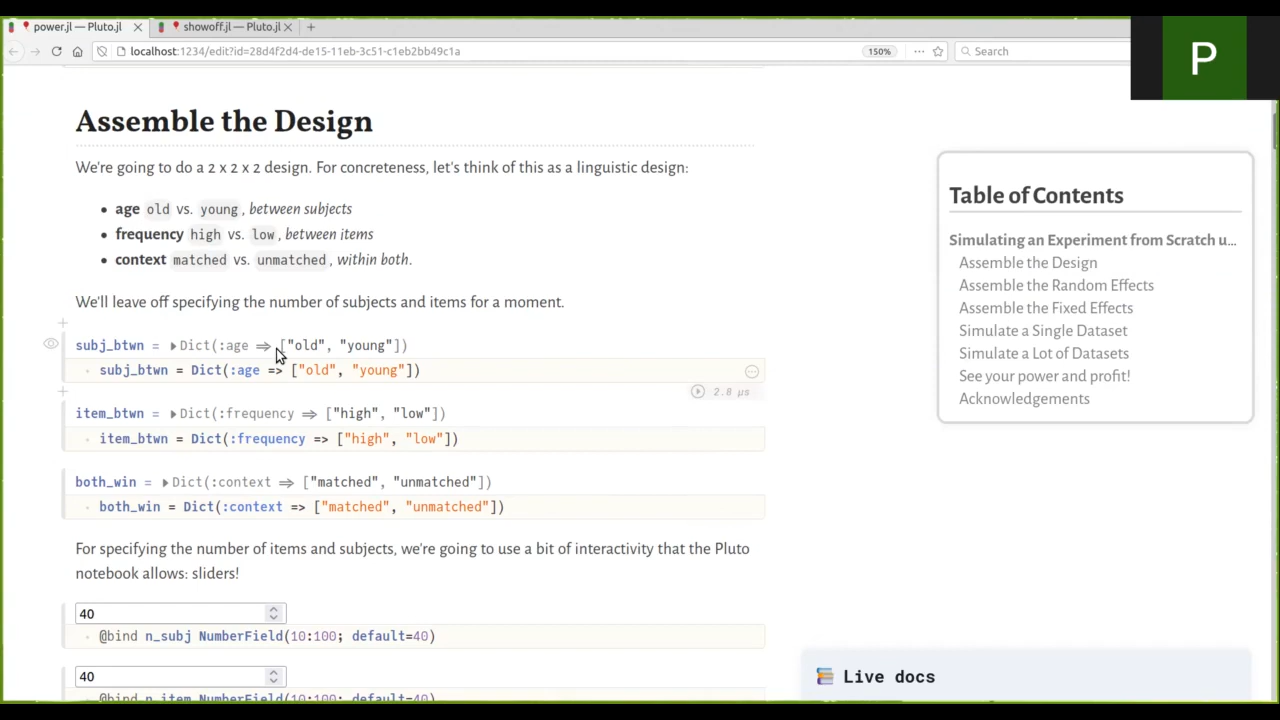 power.jl — Pluto.jl
showoff.jl — Pluto.jl
localhost:1234/edit?id=28d4f2d4-de15-11eb-3c51-c1eb2bb49c1a
150%
Search
P
Assemble the Design
We're going to do a 2 x 2 x 2 design. For concreteness, let's think of this as a linguistic design:
• age old vs. young, between subjects
• frequency high vs. low, between items
• context matched vs. unmatched, within both.
We'll leave off specifying the number of subjects and items for a moment.
subj_btwn = ▶Dict(:age ⇒ ["old", "young"])
subj_btwn = Dict(:age => ["old", "young"])
2.8 μs
item_btwn = ▶Dict(:frequency ⇒ ["high", "low"])
item_btwn = Dict(:frequency => ["high", "low"])
both_win = ▶Dict(:context ⇒ ["matched", "unmatched"])
both_win = Dict(:context => ["matched", "unmatched"])
For specifying the number of items and subjects, we're going to use a bit of interactivity that the Pluto
notebook allows: sliders!
40
@bind n_subj NumberField(10:100; default=40)
40
@bind n_item NumberField(10:100; default=40)
Table of Contents
Simulating an Experiment from Scratch u...
Assemble the Design
Assemble the Random Effects
Assemble the Fixed Effects
Simulate a Single Dataset
Simulate a Lot of Datasets
See your power and profit!
Acknowledgements
Live docs